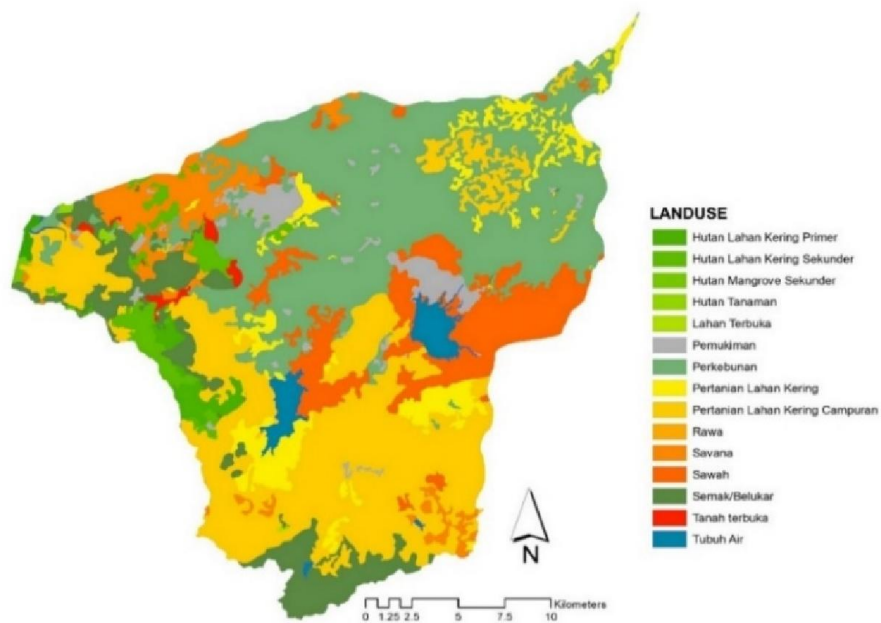 LANDUSE
Hutan Lahan Kering Primer
Hutan Lahan Kering Sekunder
Hutan Mangrove Sekunder
Hutan Tanaman
Lahan Terbuka
Pemukiman
Perkebunan
Pertanian Lahan Kering
Pertanian Lahan Kering Campuran
Rawa
Savana
Sawah
Semak/Belukar
Tanah terbuka
Tubuh Air
N
Kilometers
0 1.25 2.5 5 7.5 10